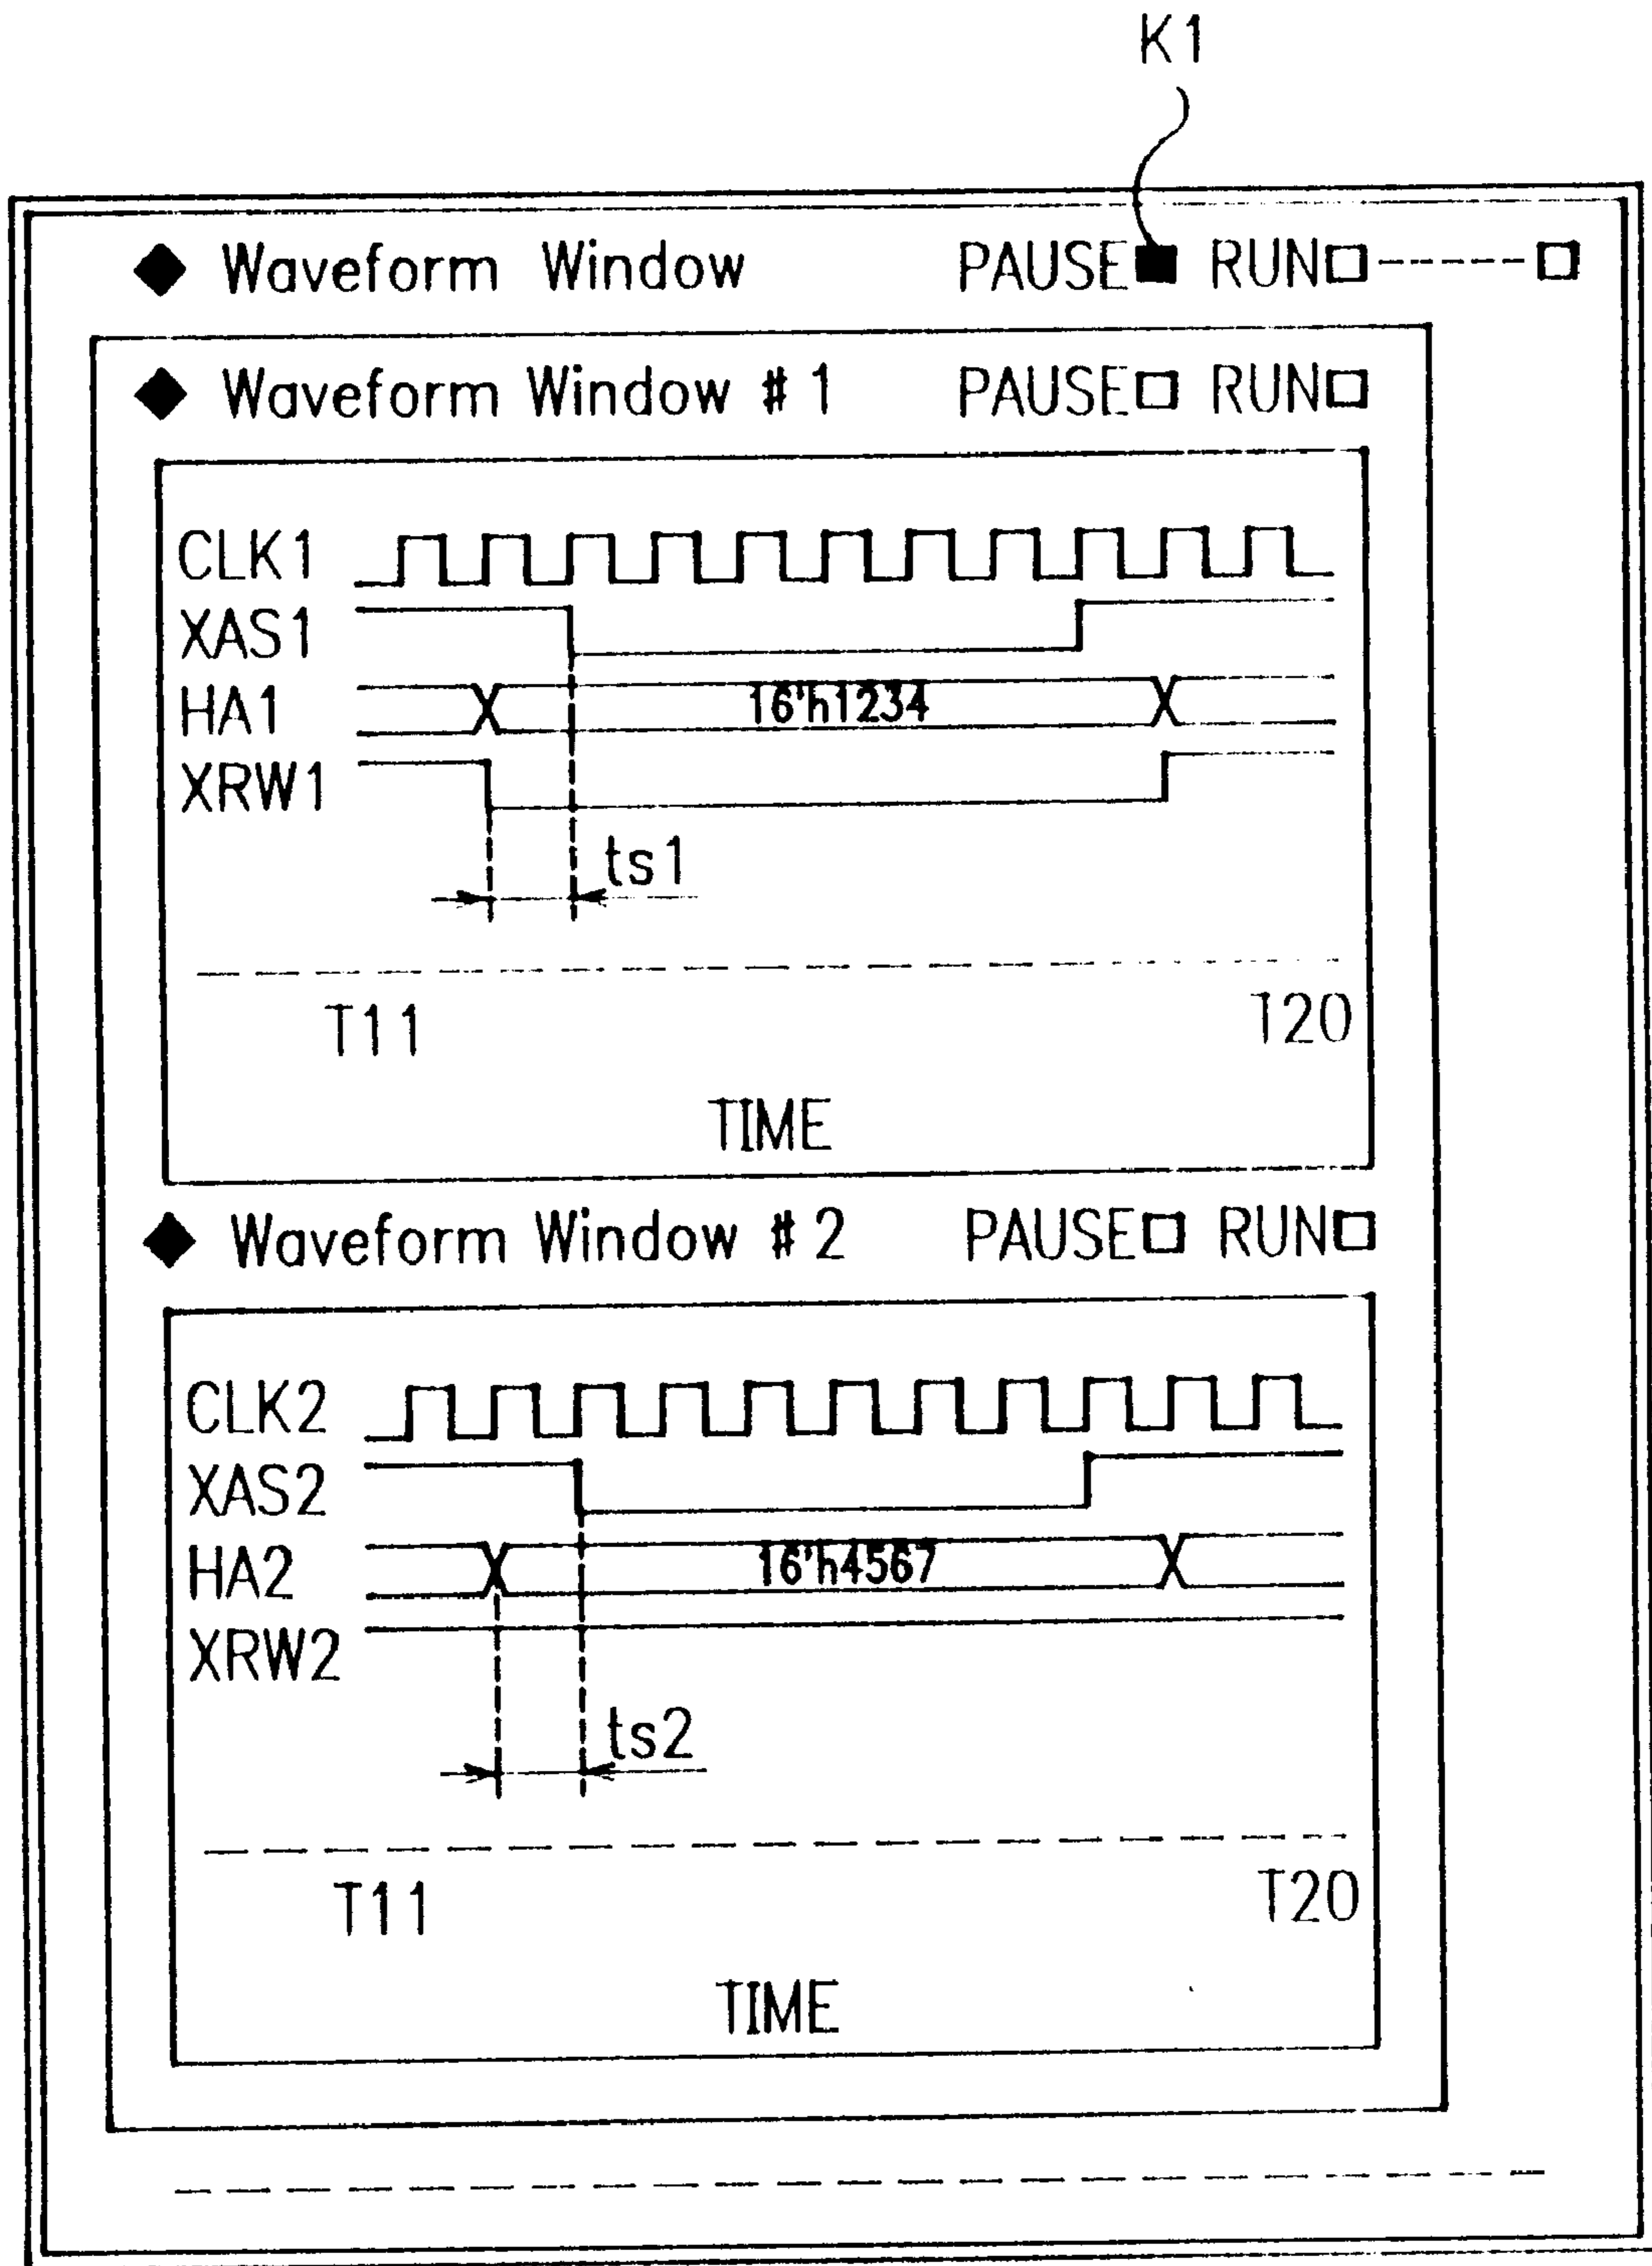 K1
◆ Waveform Window PAUSE■ RUN□------□
◆ Waveform Window #1 PAUSE□ RUN□
CLK1
XAS1
HA1 16'h1234
XRW1
ts1
T11 T20
TIME
◆ Waveform Window #2 PAUSE□ RUN□
CLK2
XAS2
HA2 16'h4567
XRW2
ts2
T11 T20
TIME